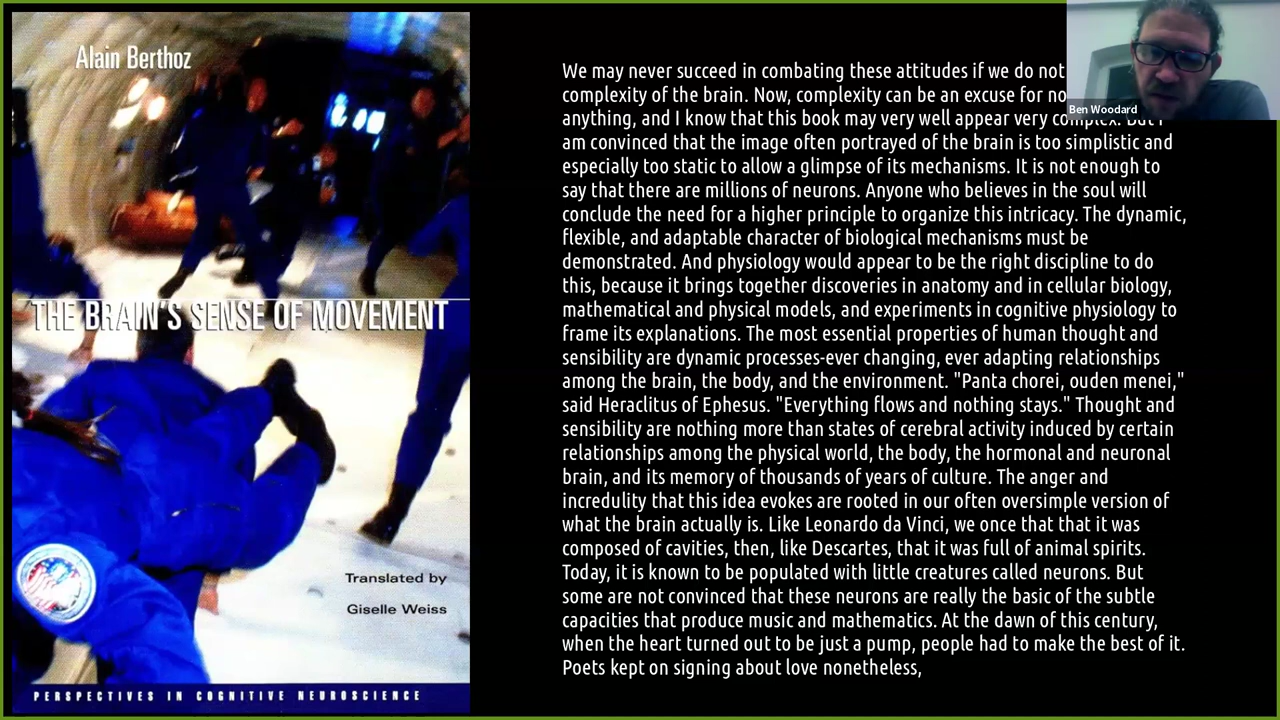 Alain Berthoz
THE BRAIN'S SENSE OF MOVEMENT
Translated by
Giselle Weiss
PERSPECTIVES IN COGNITIVE NEUROSCIENCE
We may never succeed in combating these attitudes if we do not
complexity of the brain. Now, complexity can be an excuse for
anything, and I know that this book may very well appear very complex. But I
am convinced that the image often portrayed of the brain is too simplistic and
especially too static to allow a glimpse of its mechanisms. It is not enough to
say that there are millions of neurons. Anyone who believes in the soul will
conclude the need for a higher principle to organize this intricacy. The dynamic,
flexible, and adaptable character of biological mechanisms must be
demonstrated. And physiology would appear to be the right discipline to do
this, because it brings together discoveries in anatomy and in cellular biology,
mathematical and physical models, and experiments in cognitive physiology to
frame its explanations. The most essential properties of human thought and
sensibility are dynamic processes-ever changing, ever adapting relationships
among the brain, the body, and the environment. "Panta chorei, ouden menei,"
said Heraclitus of Ephesus. "Everything flows and nothing stays." Thought and
sensibility are nothing more than states of cerebral activity induced by certain
relationships among the physical world, the body, the hormonal and neuronal
brain, and its memory of thousands of years of culture. The anger and
incredulity that this idea evokes are rooted in our often oversimple version of
what the brain actually is. Like Leonardo da Vinci, we once that that it was
composed of cavities, then, like Descartes, that it was full of animal spirits.
Today, it is known to be populated with little creatures called neurons. But
some are not convinced that these neurons are really the basic of the subtle
capacities that produce music and mathematics. At the dawn of this century,
when the heart turned out to be just a pump, people had to make the best of it.
Poets kept on signing about love nonetheless,
Ben Woodard